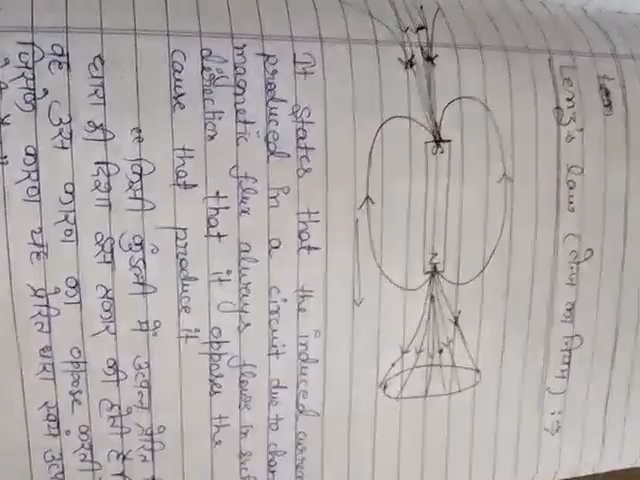 Len
Lenz's law (लेन्ज का नियम) :→
S N
It states that the induced current
produced in a circuit due to chan
magnetic flux always flows in such
direction that it opposes the
cause that produce it
" किसी कुंडली में उत्पन्न प्रेरित
धारा की दिशा इस प्रकार की होती है
वह उस कारण का oppose करती
जिसके कारण यह प्रेरित धारा स्वयं उत्प